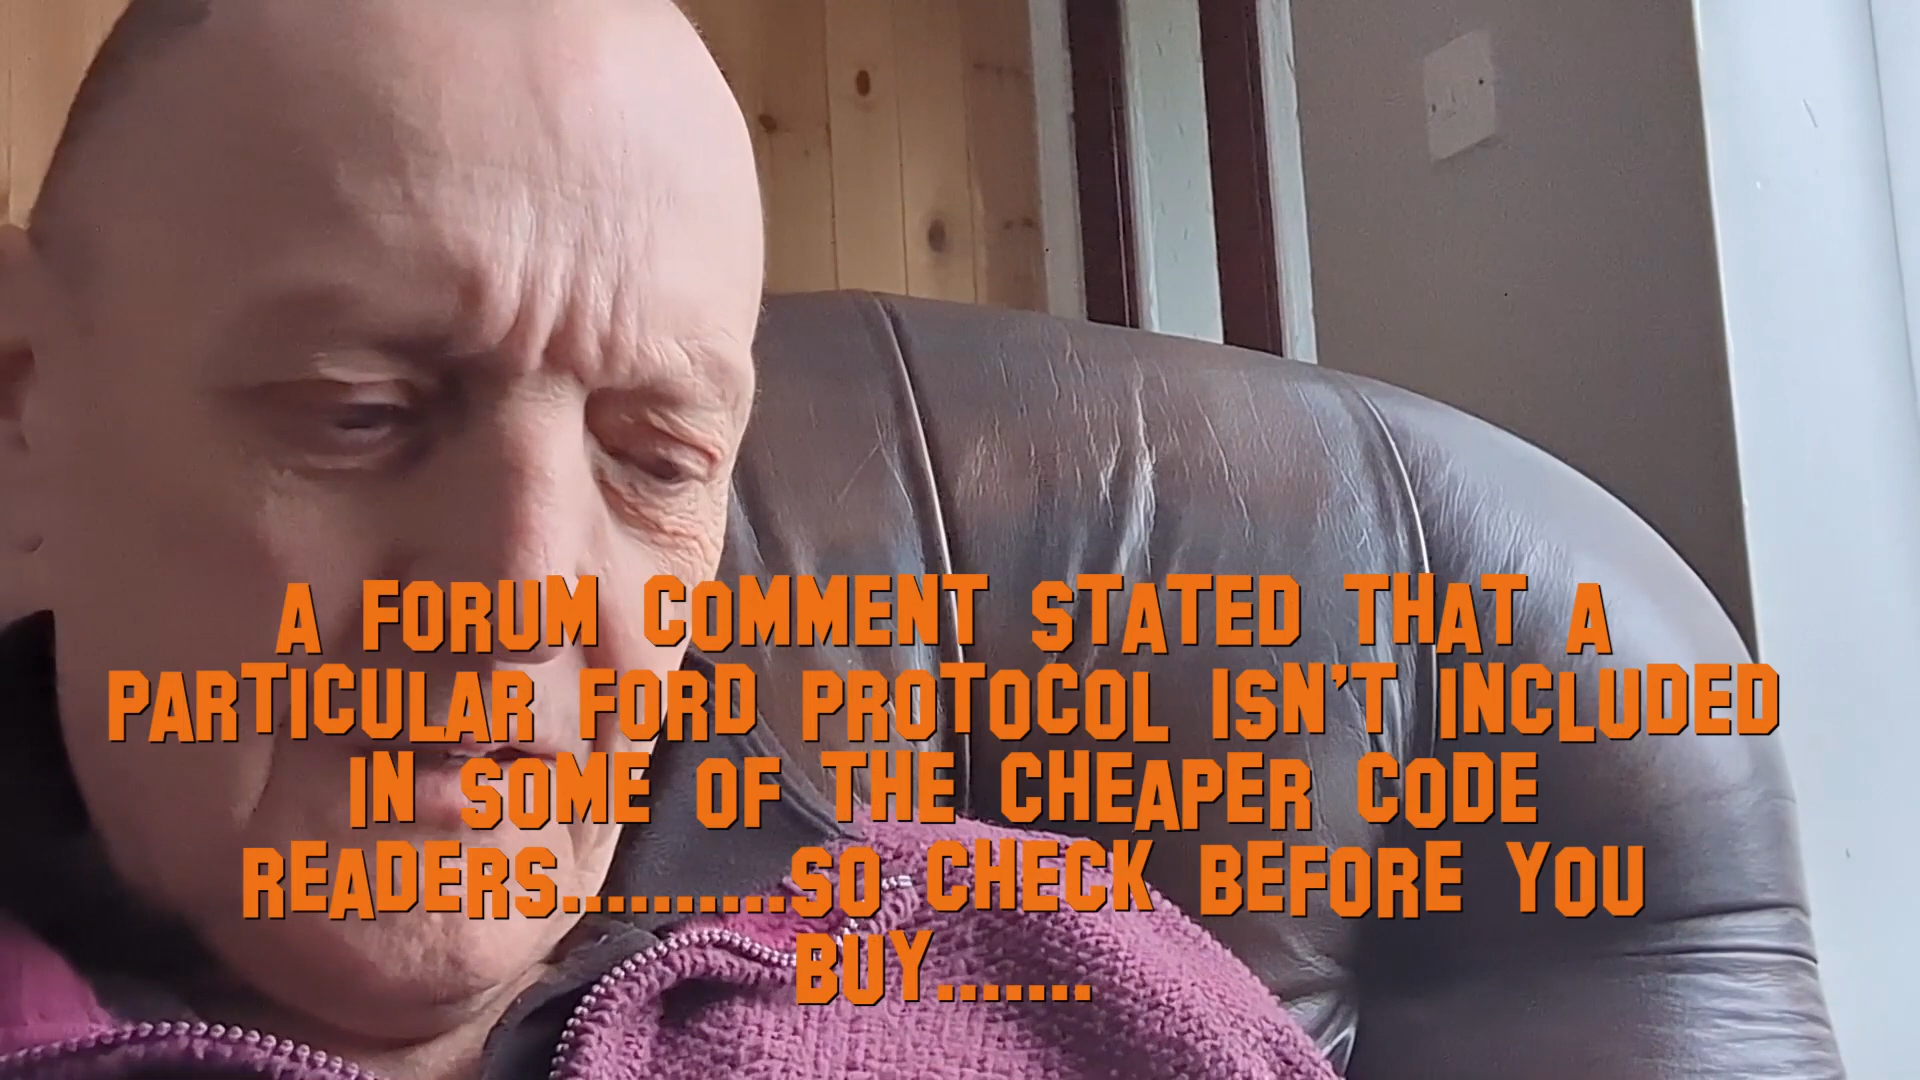 A FORUM COMMENT STATED THAT A
PARTICULAR FORD PROTOCOL ISN'T INCLUDED
IN SOME OF THE CHEAPER CODE
READERS..........SO CHECK BEFORE YOU
BUY.......